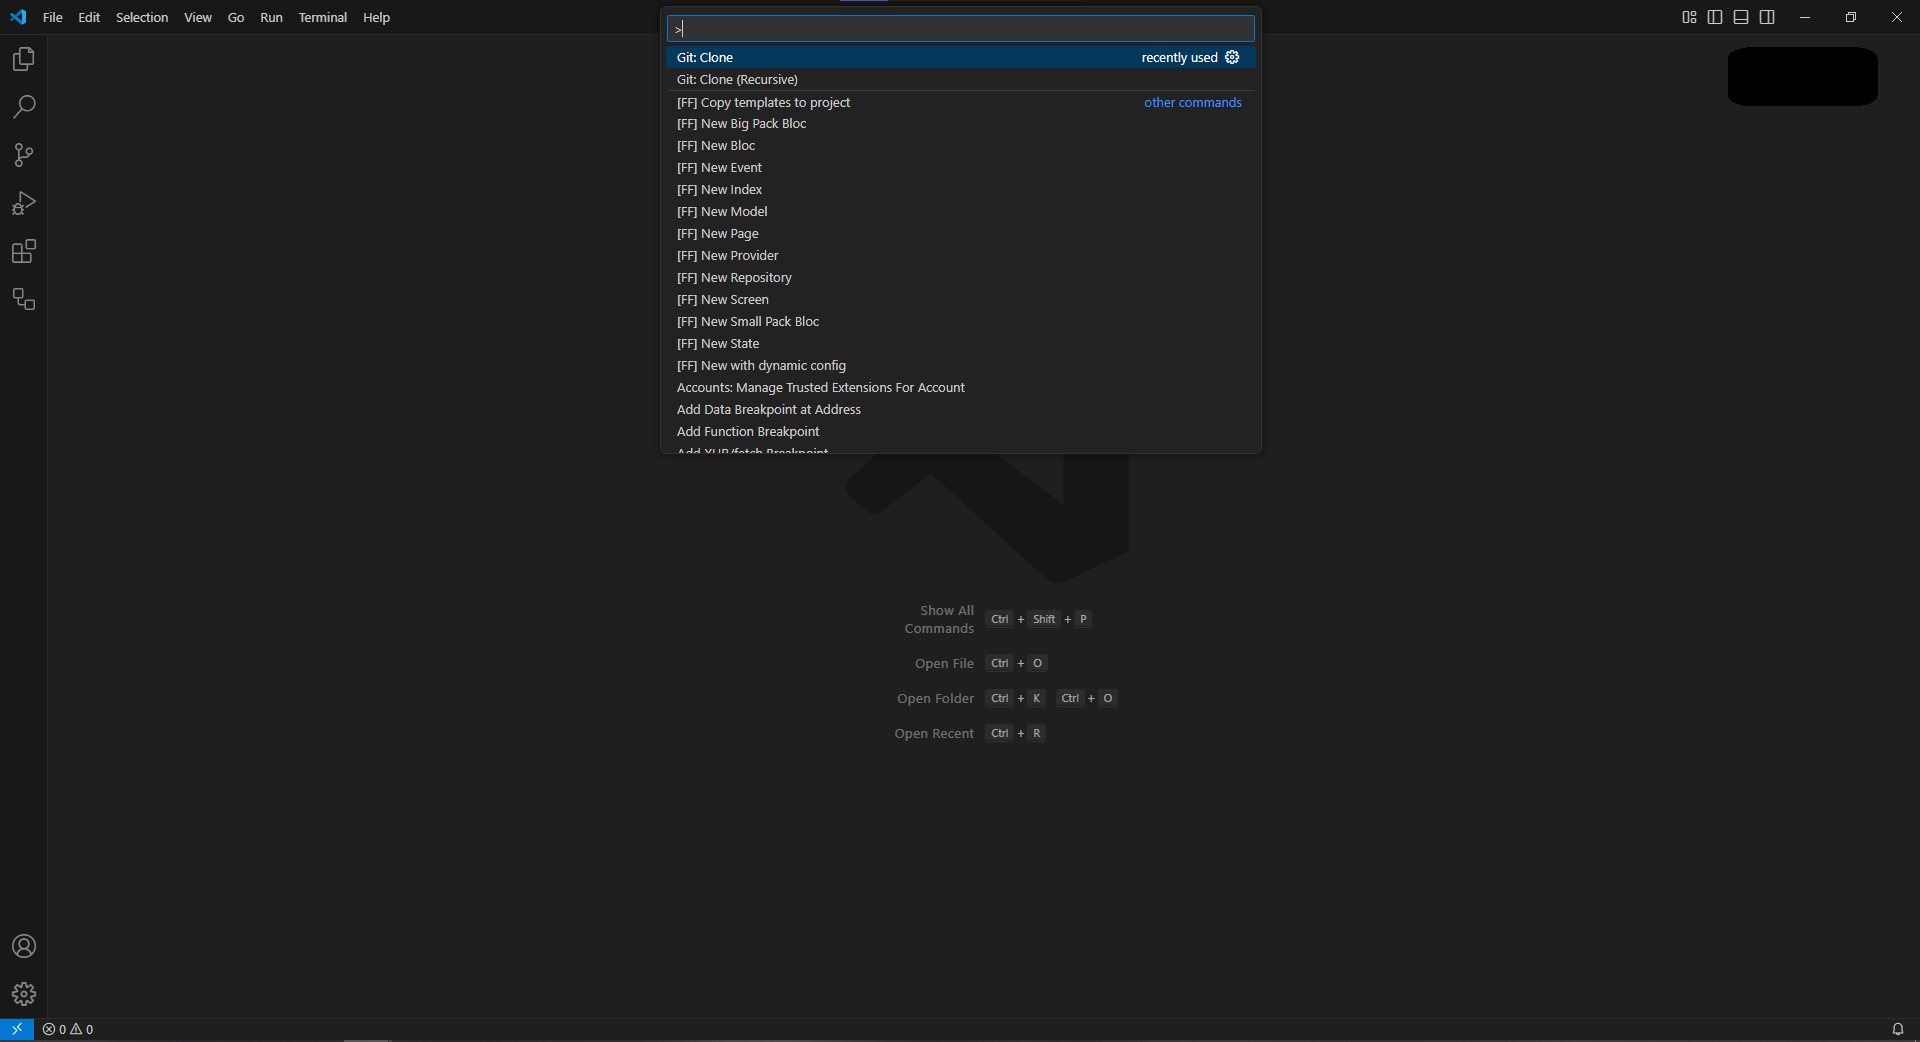 File Edit Selection View Go Run Terminal Help
>
Git: Clone recently used
Git: Clone (Recursive)
[FF] Copy templates to project other commands
[FF] New Big Pack Bloc
[FF] New Bloc
[FF] New Event
[FF] New Index
[FF] New Model
[FF] New Page
[FF] New Provider
[FF] New Repository
[FF] New Screen
[FF] New Small Pack Bloc
[FF] New State
[FF] New with dynamic config
Accounts: Manage Trusted Extensions For Account
Add Data Breakpoint at Address
Add Function Breakpoint
Add XHR/fetch Breakpoint
Show All
Commands Ctrl + Shift + P
Open File Ctrl + O
Open Folder Ctrl + K Ctrl + O
Open Recent Ctrl + R
0 0